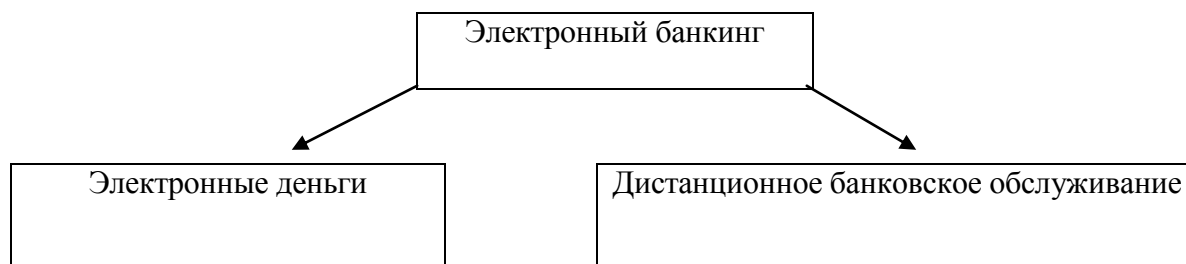 Электронный банкинг
Электронные деньги
Дистанционное банковское обслуживание